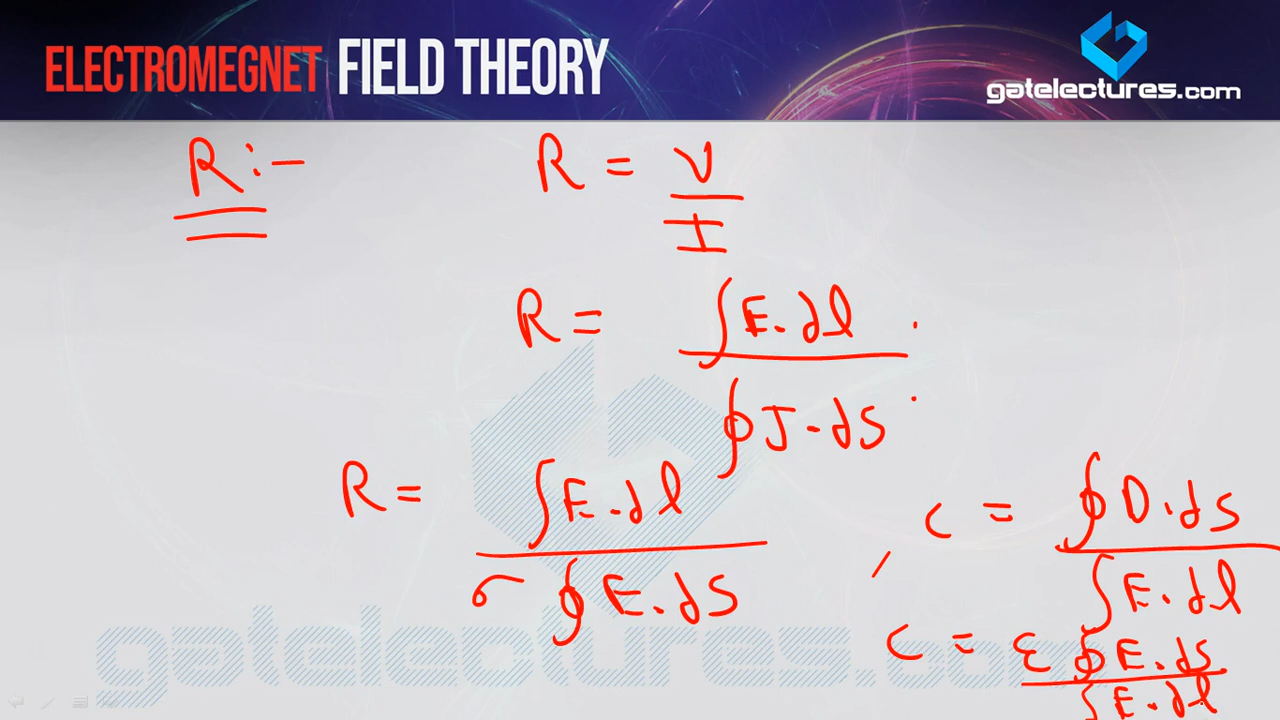 ELECTROMEGNET FIELD THEORY
gatelectures.com
R :-
R = V / I
R = ∫ E . dl / ∮ J . ds
R = ∫ E . dl / σ ∮ E . ds
C = ∮ D . ds / ∫ E . dl
C = ε ∮ E . ds / ∫ E . dl
gatelectures.com